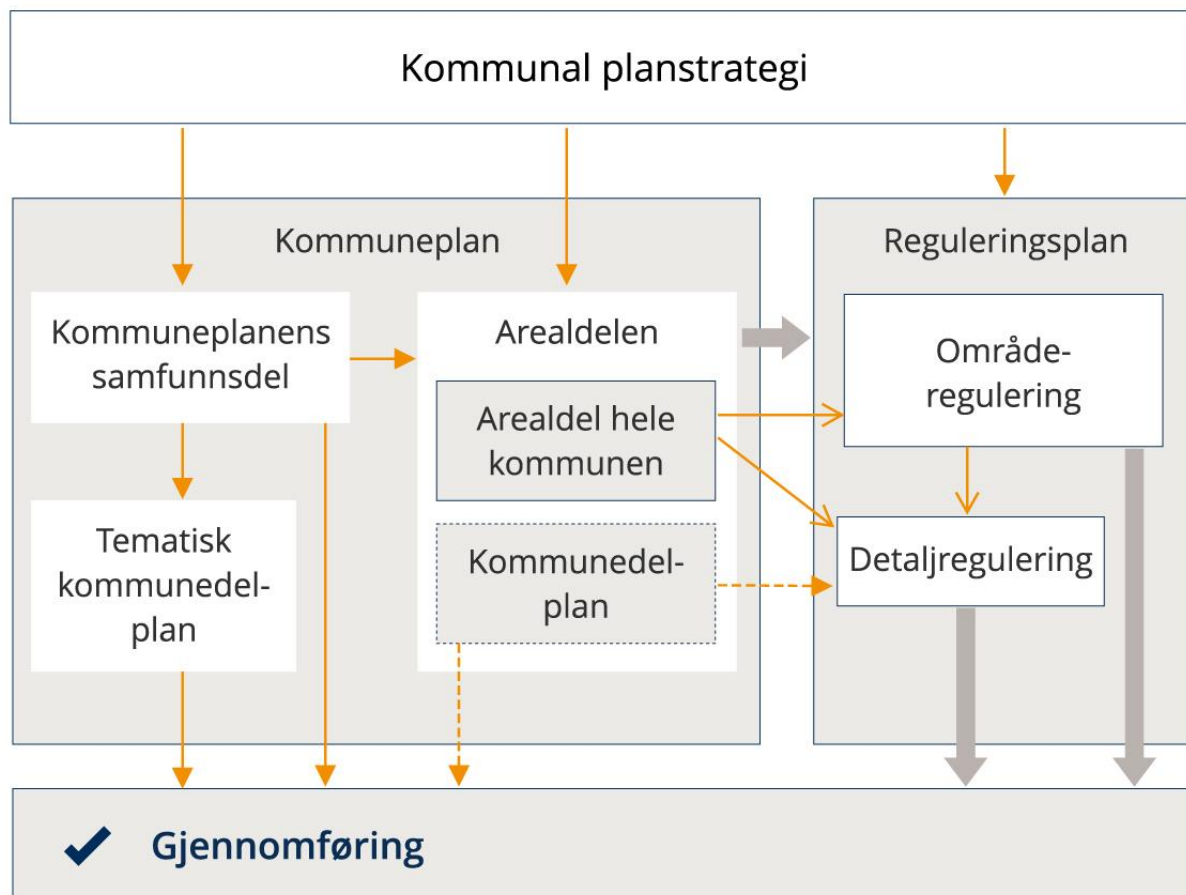 Kommunal planstrategi
Kommuneplan
Kommuneplanens
samfunnsdel
Tematisk
kommunedel-
plan
Arealdelen
Arealdel hele
kommunen
Kommunedel-
plan
Reguleringsplan
Område-
regulering
Detaljregulering
Gjennomføring